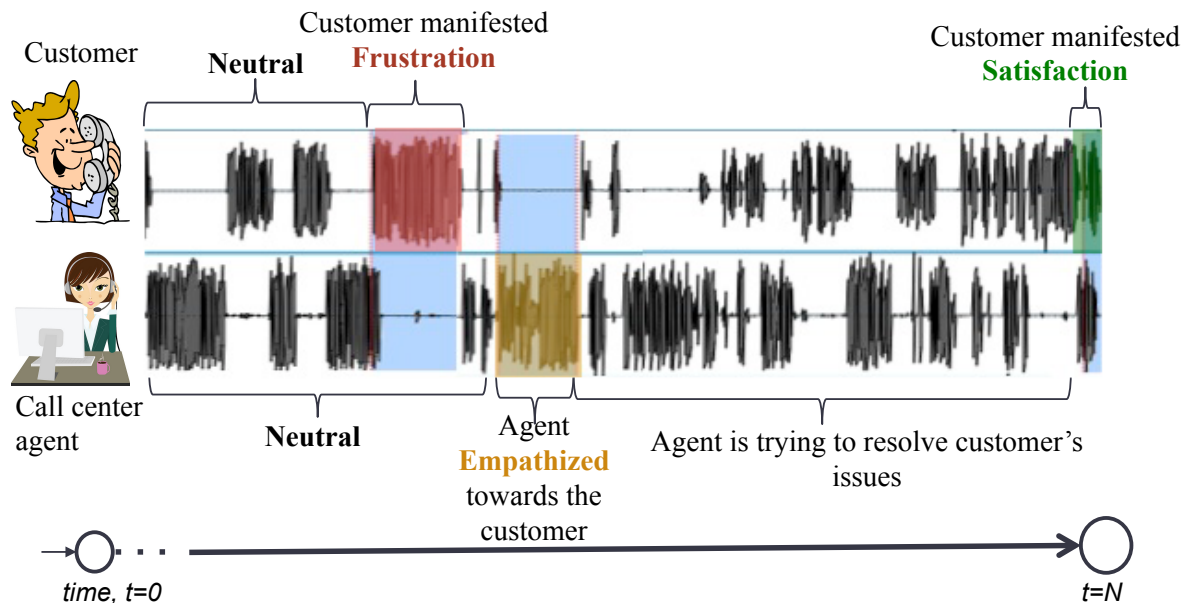 Customer
Neutral
Customer manifested
Frustration
Customer manifested
Satisfaction
Call center
agent
Neutral
Agent
Empathized
towards the
customer
Agent is trying to resolve customer’s
issues
time, t=0
t=N